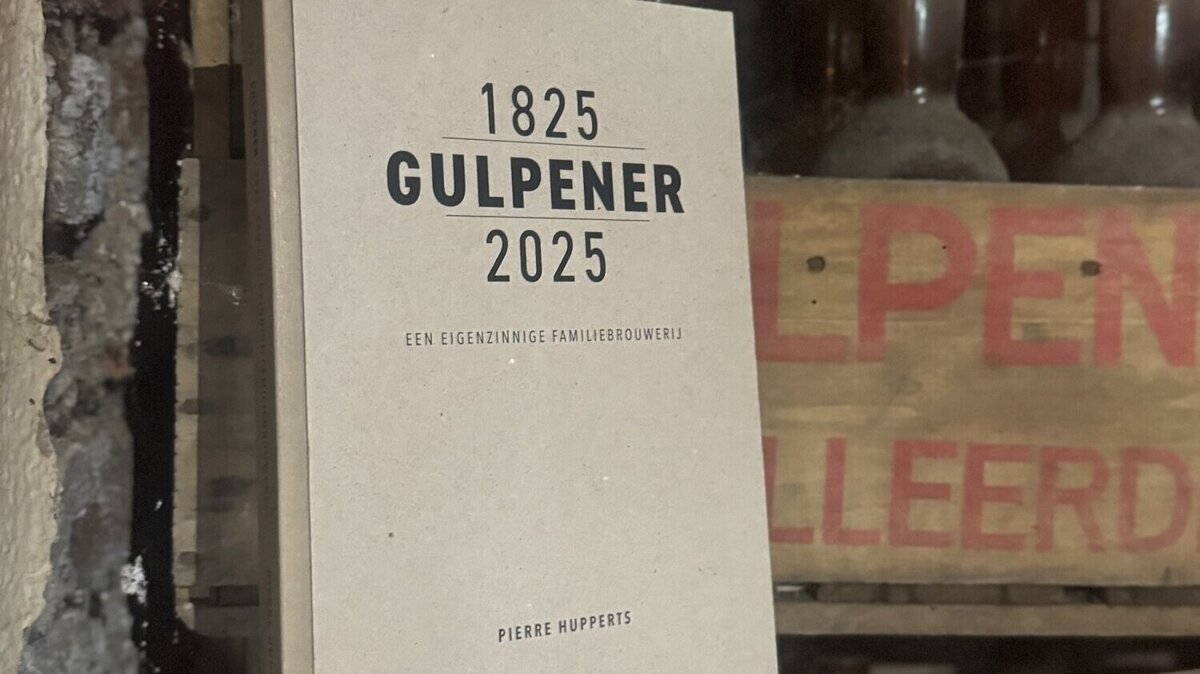 1825
GULPENER
2025
EEN EIGENZINNIGE FAMILIEBROUWERIJ
PIERRE HUPPERTS
LPEN
LLEERD